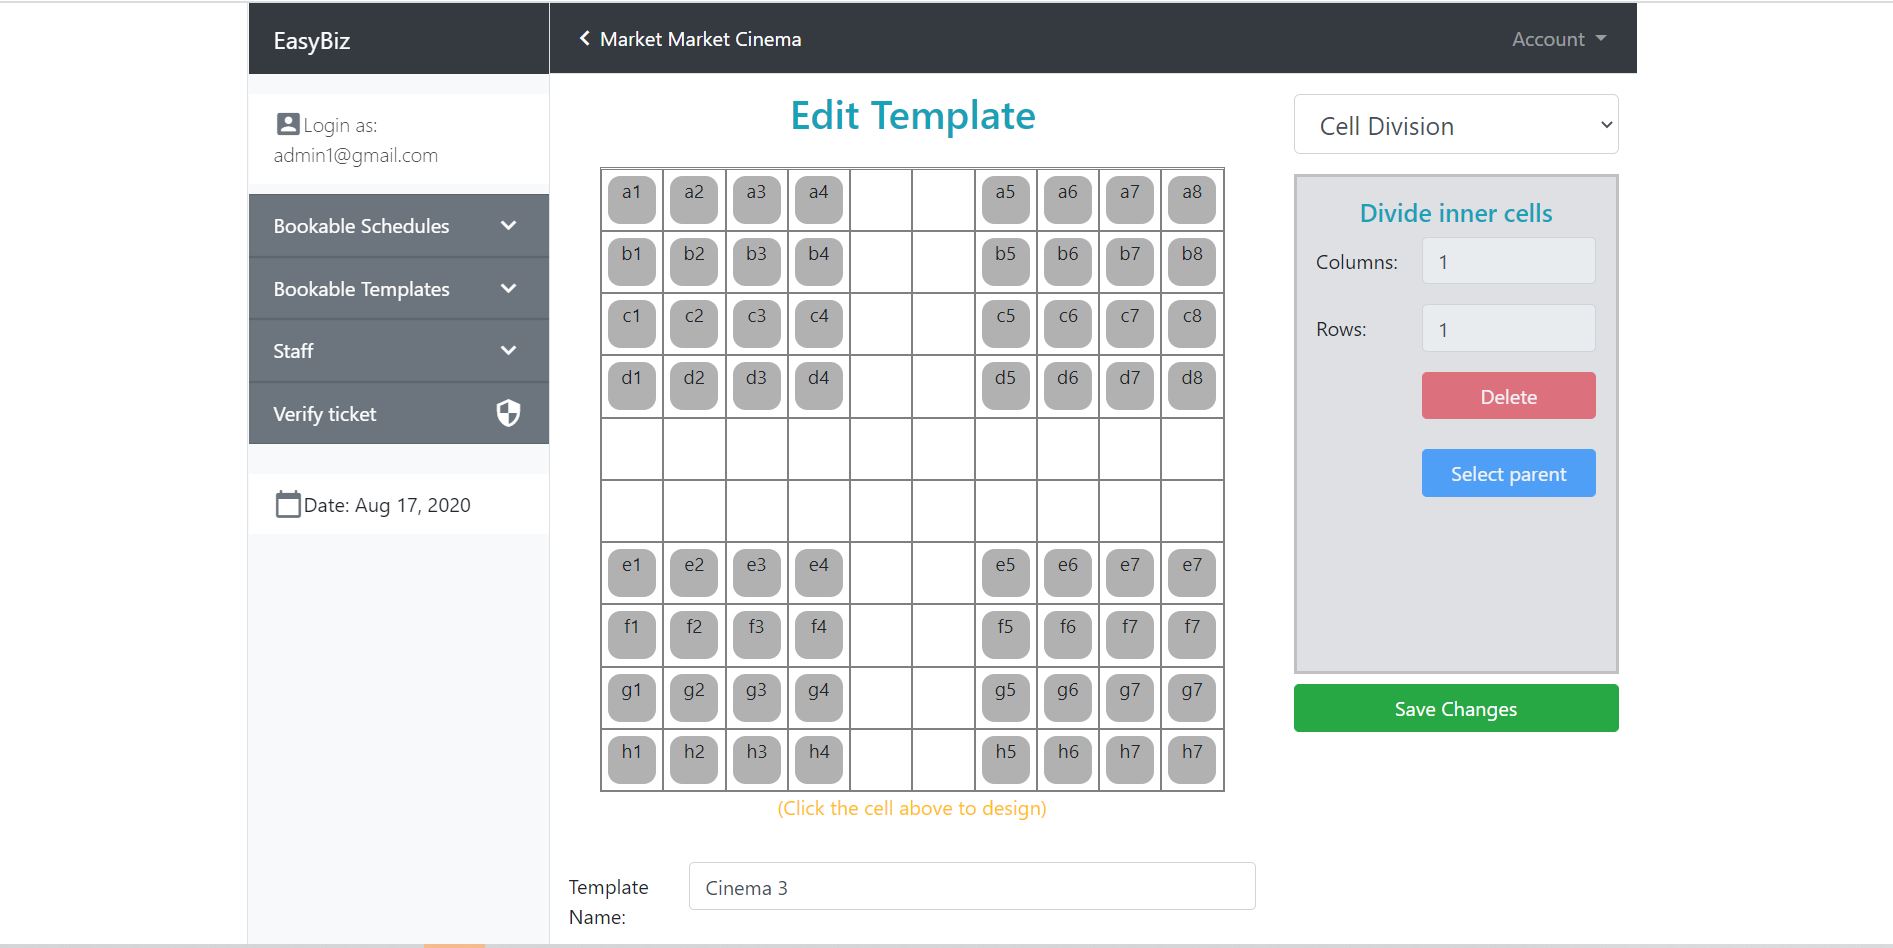 EasyBiz
Market Market Cinema
Account
Login as:
admin1@gmail.com
Bookable Schedules
Bookable Templates
Staff
Verify ticket
Date: Aug 17, 2020
Edit Template
a1 a2 a3 a4 a5 a6 a7 a8
b1 b2 b3 b4 b5 b6 b7 b8
c1 c2 c3 c4 c5 c6 c7 c8
d1 d2 d3 d4 d5 d6 d7 d8
e1 e2 e3 e4 e5 e6 e7 e7
f1 f2 f3 f4 f5 f6 f7 f7
g1 g2 g3 g4 g5 g6 g7 g7
h1 h2 h3 h4 h5 h6 h7 h7
(Click the cell above to design)
Template
Name:
Cinema 3
Cell Division
Divide inner cells
Columns: 1
Rows: 1
Delete
Select parent
Save Changes